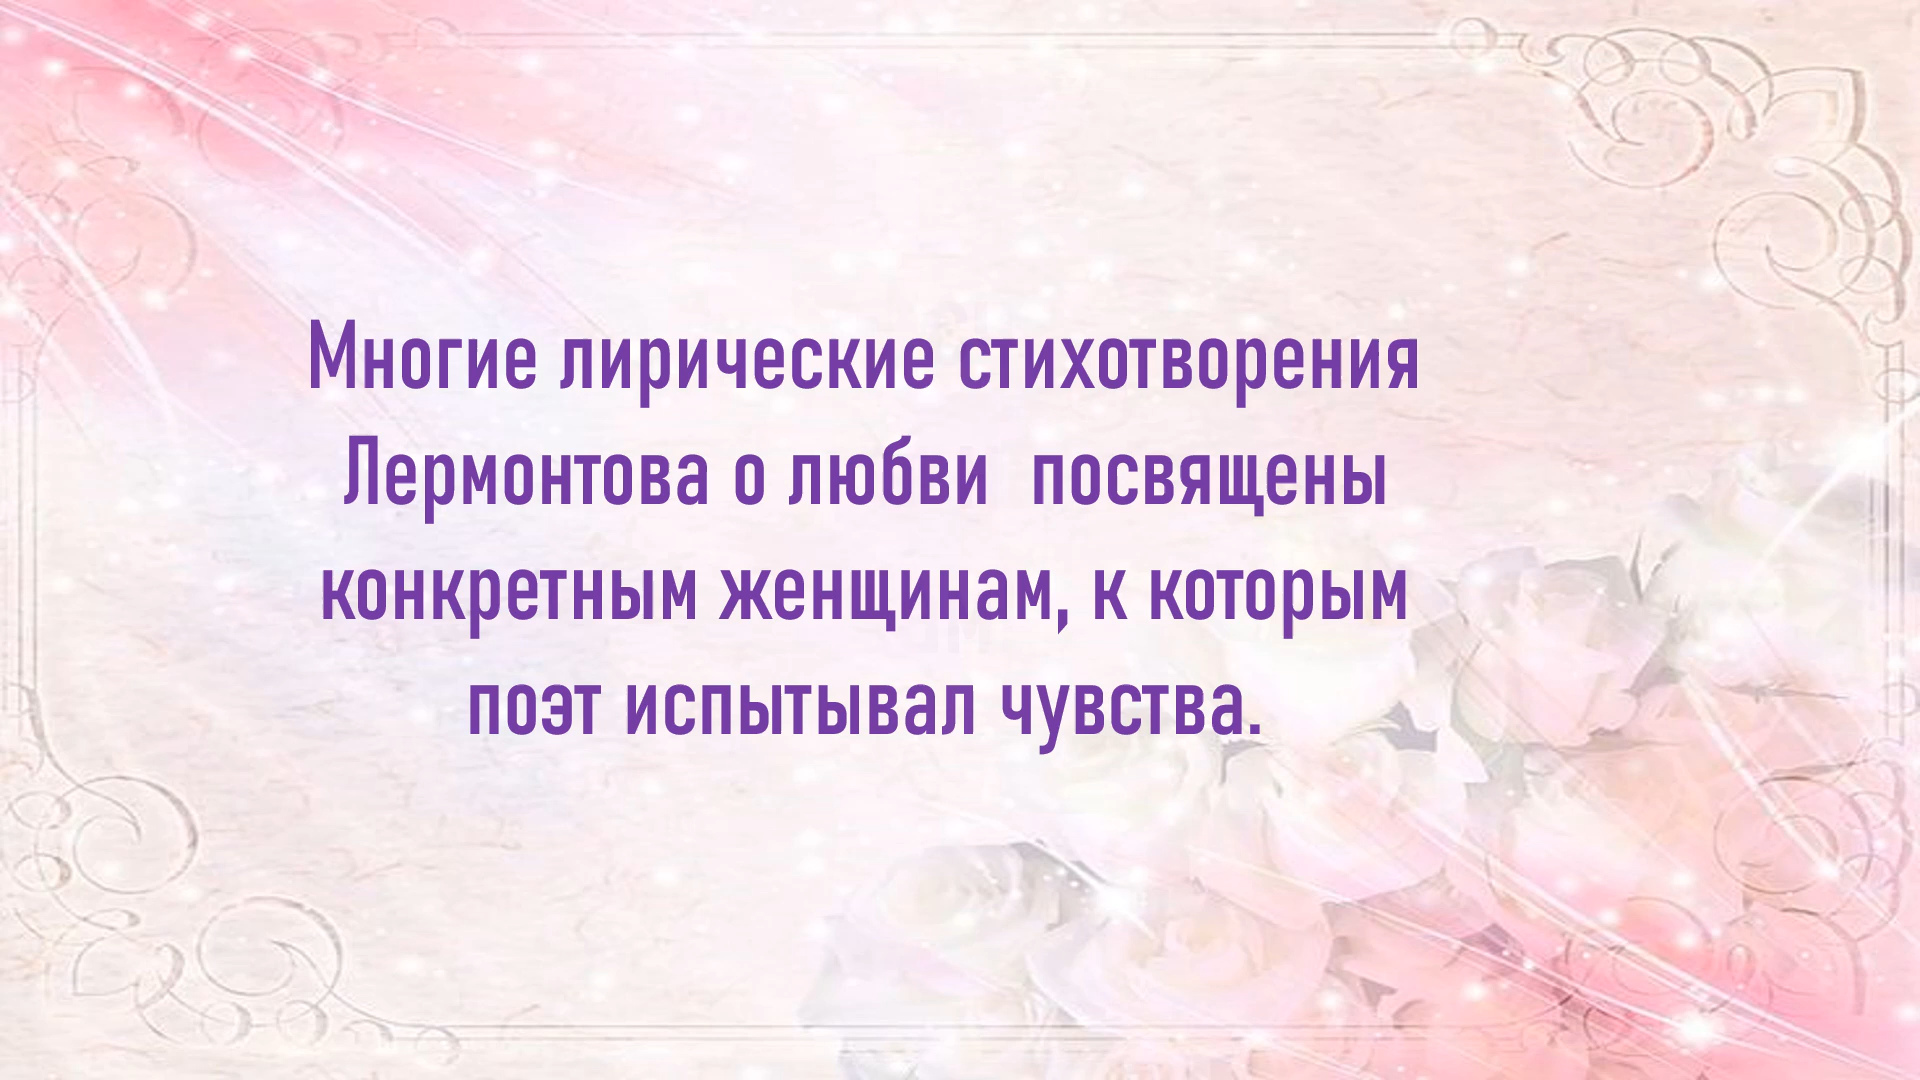 Многие лирические стихотворения
Лермонтова о любви  посвящены
конкретным женщинам, к которым
поэт испытывал чувства.